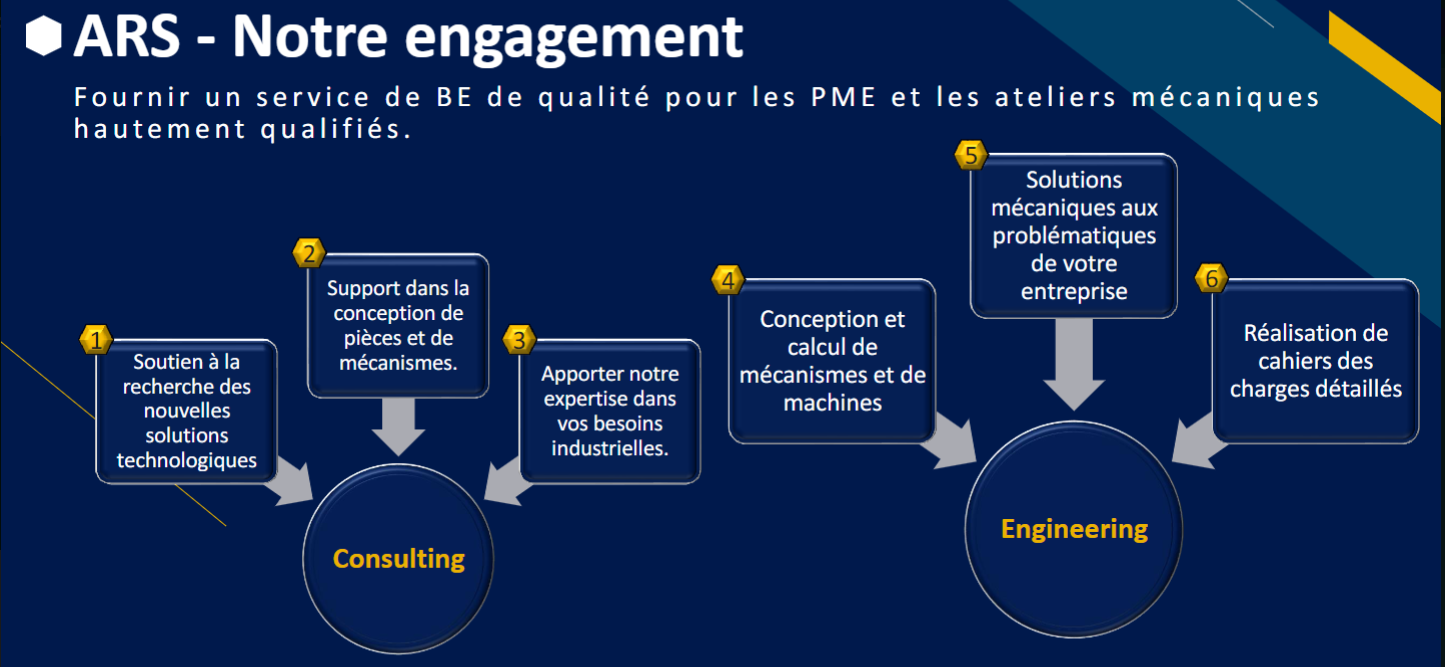 ARS - Notre engagement
Fournir un service de BE de qualité pour les PME et les ateliers mécaniques
hautement qualifiés.
1
Soutien à la
recherche des
nouvelles
solutions
technologiques
2
Support dans la
conception de
pièces et de
mécanismes.
3
Apporter notre
expertise dans
vos besoins
industrielles.
Consulting
4
Conception et
calcul de
mécanismes et de
machines
5
Solutions
mécaniques aux
problématiques
de votre
entreprise
6
Réalisation de
cahiers des
charges détaillés
Engineering